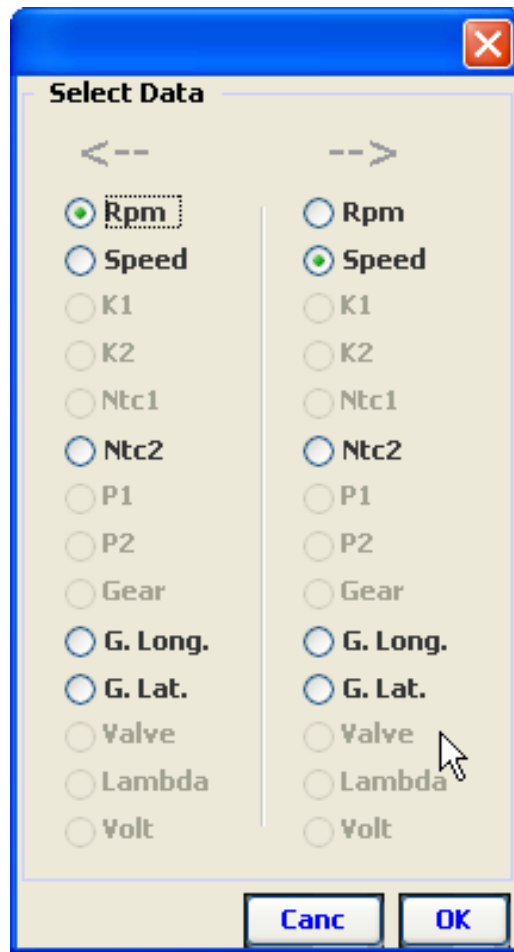 Select Data
<-- -->
Rpm Rpm
Speed Speed
K1 K1
K2 K2
Ntc1 Ntc1
Ntc2 Ntc2
P1 P1
P2 P2
Gear Gear
G. Long. G. Long.
G. Lat. G. Lat.
Valve Valve
Lambda Lambda
Volt Volt
Canc OK